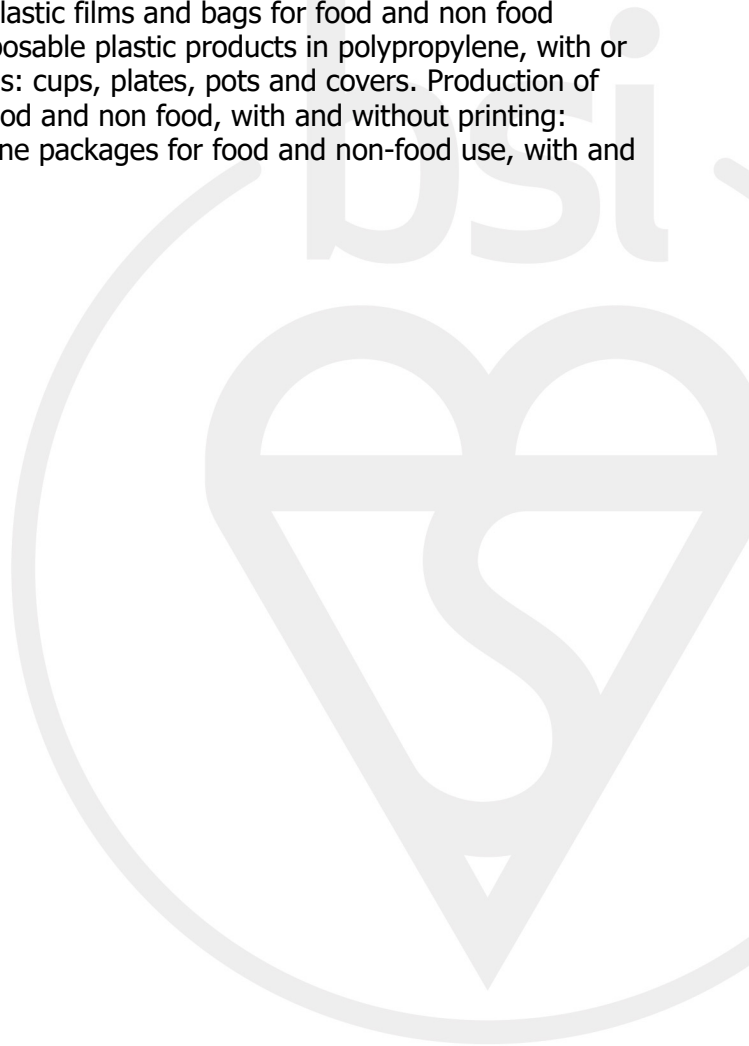 lastic films and bags for food and non food
posable plastic products in polypropylene, with or
s: cups, plates, pots and covers. Production of
od and non food, with and without printing:
ne packages for food and non-food use, with and
bsi